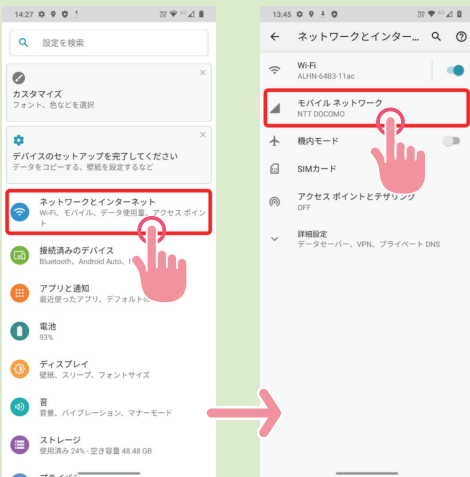 14:27
設定を検索
カスタマイズ
フォント、色などを選択
デバイスのセットアップを完了してください
データをコピーする、壁紙を設定するなど
ネットワークとインターネット
Wi-Fi、モバイル、データ使用量、アクセス ポイン
ト
接続済みのデバイス
Bluetooth、Android Auto、
アプリと通知
最近使ったアプリ、デフォルトの
電池
93%
ディスプレイ
壁紙、スリープ、フォントサイズ
音
音量、バイブレーション、マナーモード
ストレージ
使用済み 24% - 空き容量 48.48 GB
13:45
ネットワークとインター...
Wi-Fi
ALHN-64B3-11ac
モバイル ネットワーク
NTT DOCOMO
機内モード
SIMカード
アクセス ポイントとテザリング
OFF
詳細設定
データセーバー、VPN、プライベート DNS